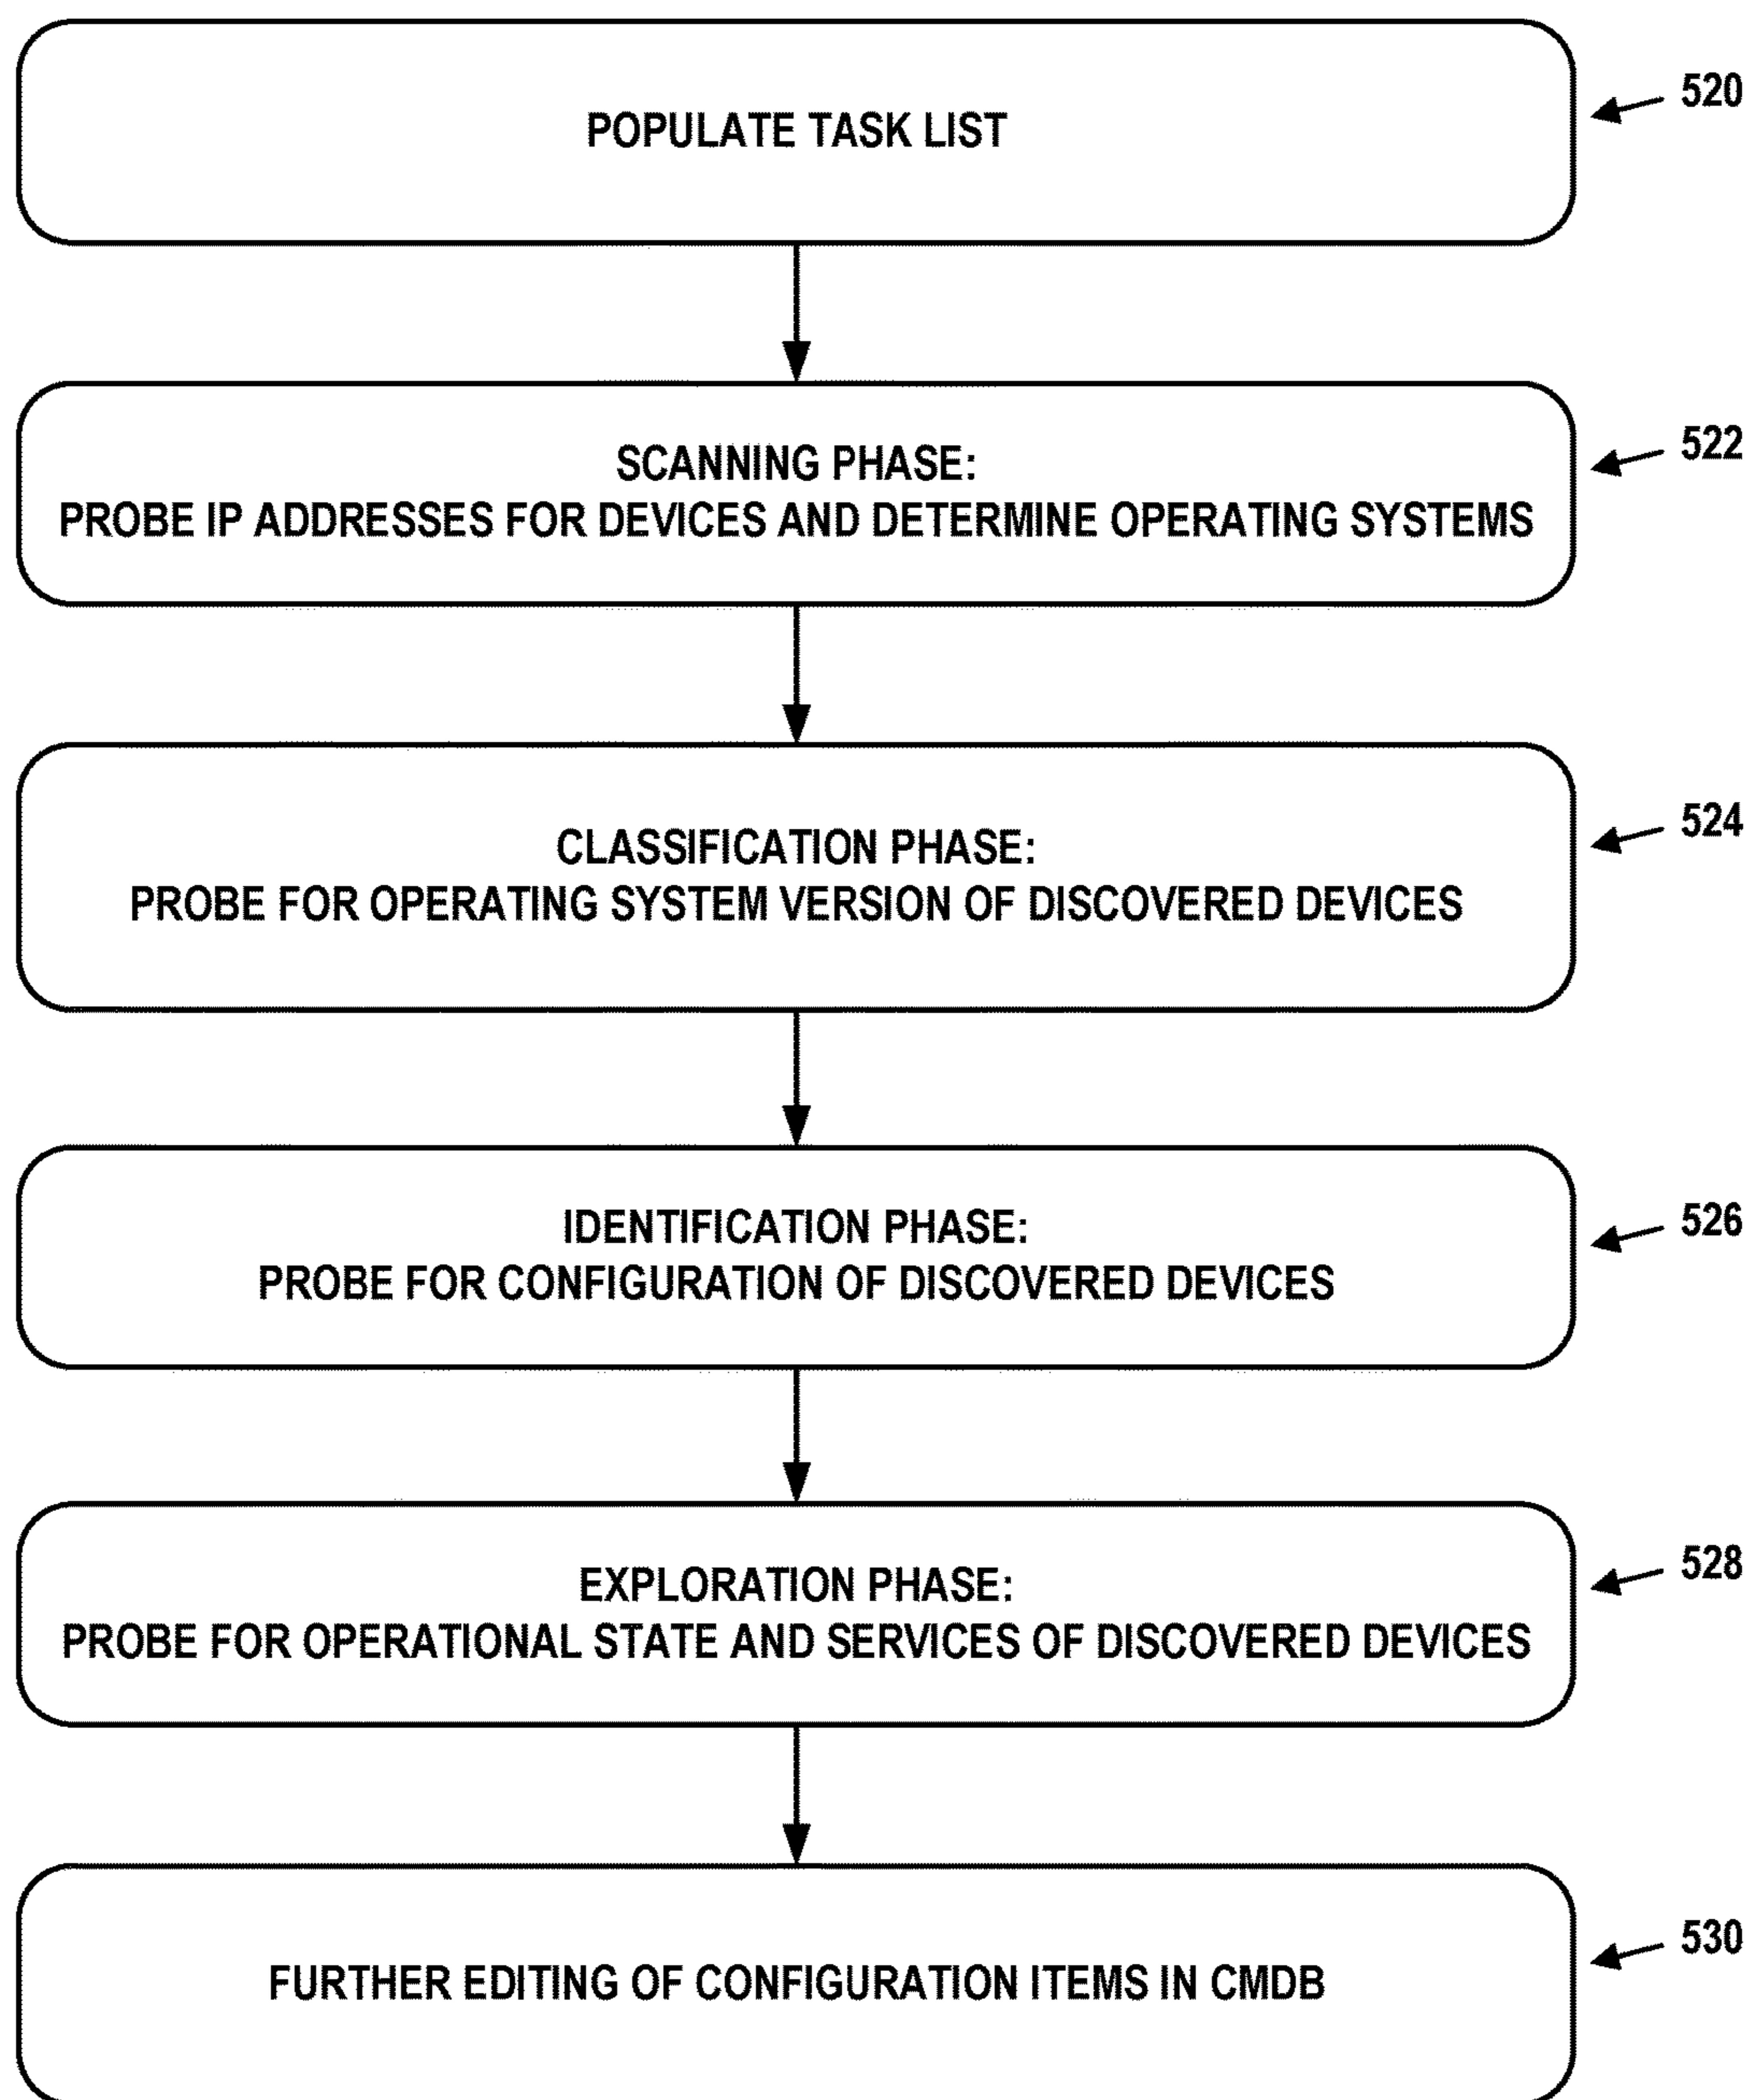 POPULATE TASK LIST
520
SCANNING PHASE:
PROBE IP ADDRESSES FOR DEVICES AND DETERMINE OPERATING SYSTEMS
522
CLASSIFICATION PHASE:
PROBE FOR OPERATING SYSTEM VERSION OF DISCOVERED DEVICES
524
IDENTIFICATION PHASE:
PROBE FOR CONFIGURATION OF DISCOVERED DEVICES
526
EXPLORATION PHASE:
PROBE FOR OPERATIONAL STATE AND SERVICES OF DISCOVERED DEVICES
528
FURTHER EDITING OF CONFIGURATION ITEMS IN CMDB
530